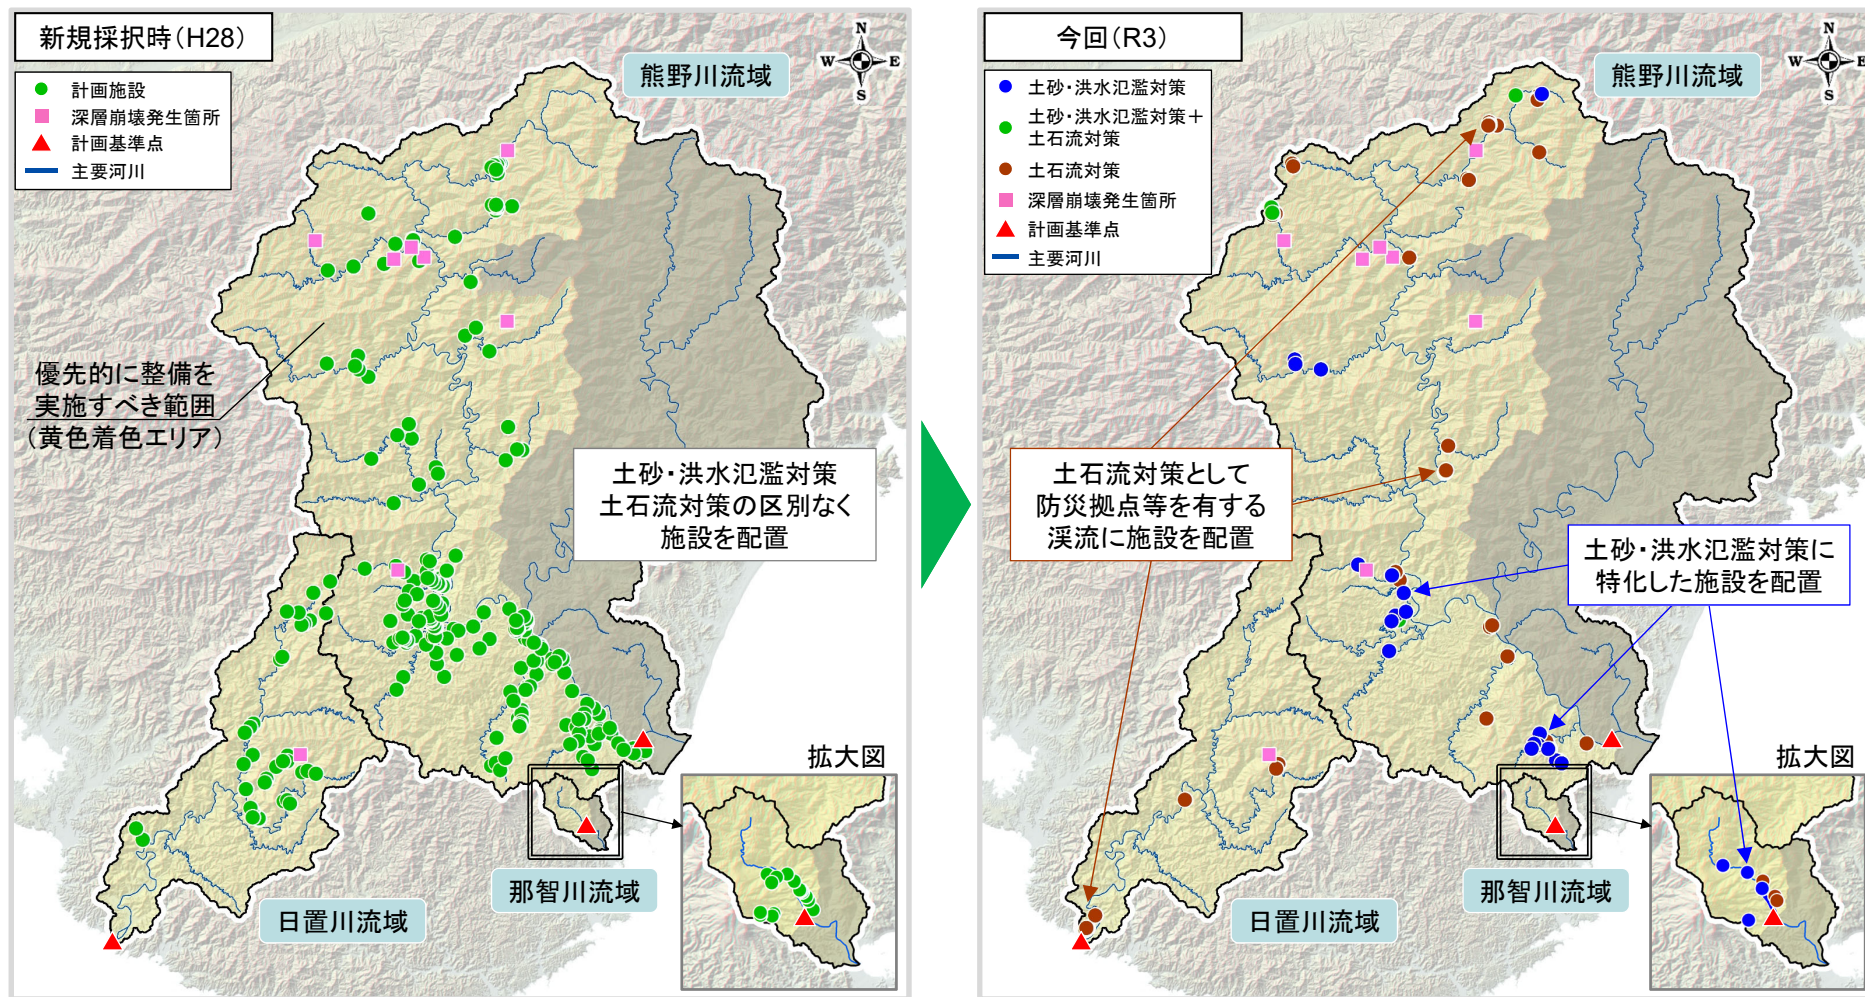 新規採択時(H28)
計画施設
深層崩壊発生箇所
計画基準点
主要河川
熊野川流域
N
W
E
S
優先的に整備を
実施すべき範囲
(黄色着色エリア)
土砂・洪水氾濫対策
土石流対策の区別なく
施設を配置
拡大図
那智川流域
日置川流域
今回(R3)
土砂・洪水氾濫対策
土砂・洪水氾濫対策+
土石流対策
土石流対策
深層崩壊発生箇所
計画基準点
主要河川
熊野川流域
N
W
E
S
土石流対策として
防災拠点等を有する
渓流に施設を配置
土砂・洪水氾濫対策に
特化した施設を配置
拡大図
那智川流域
日置川流域